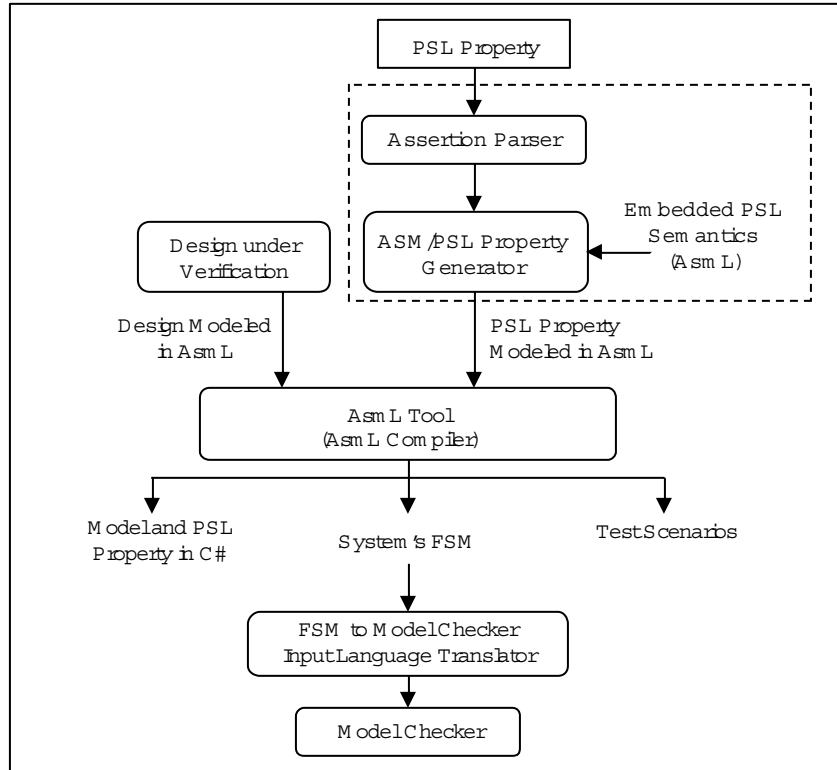 PSL Property
Assertion Parser
Embedded PSL
Semantics
(AsmL)
Design under
Verification
ASM/PSL Property
Generator
Design Modeled
in AsmL
PSL Property
Modeled in AsmL
AsmL Tool
(AsmL Compiler)
Model and PSL
Property in C#
System's FSM
Test Scenarios
FSM to Model Checker
Input Language Translator
Model Checker